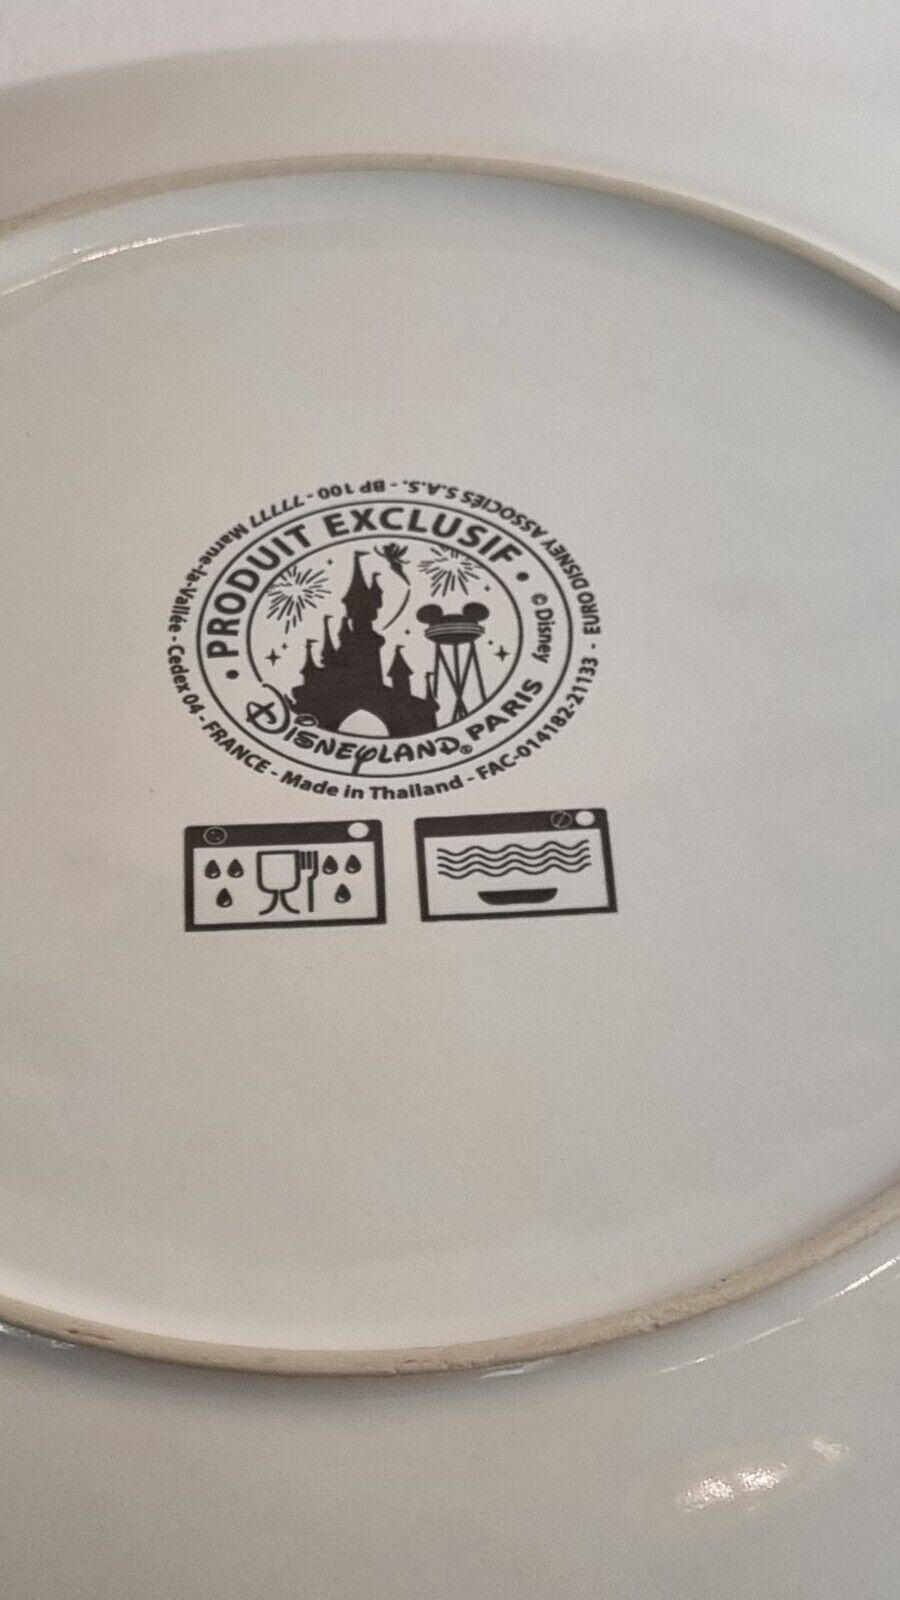 • PRODUIT EXCLUSIF •
© Disney
DISNEYLAND® PARIS
EURO DISNEY ASSOCIÉS S.A.S. - BP 100 - 77777 Marne-la-Vallée - Cedex 04 - FRANCE - Made in Thailand - FAC-014182-21133 -